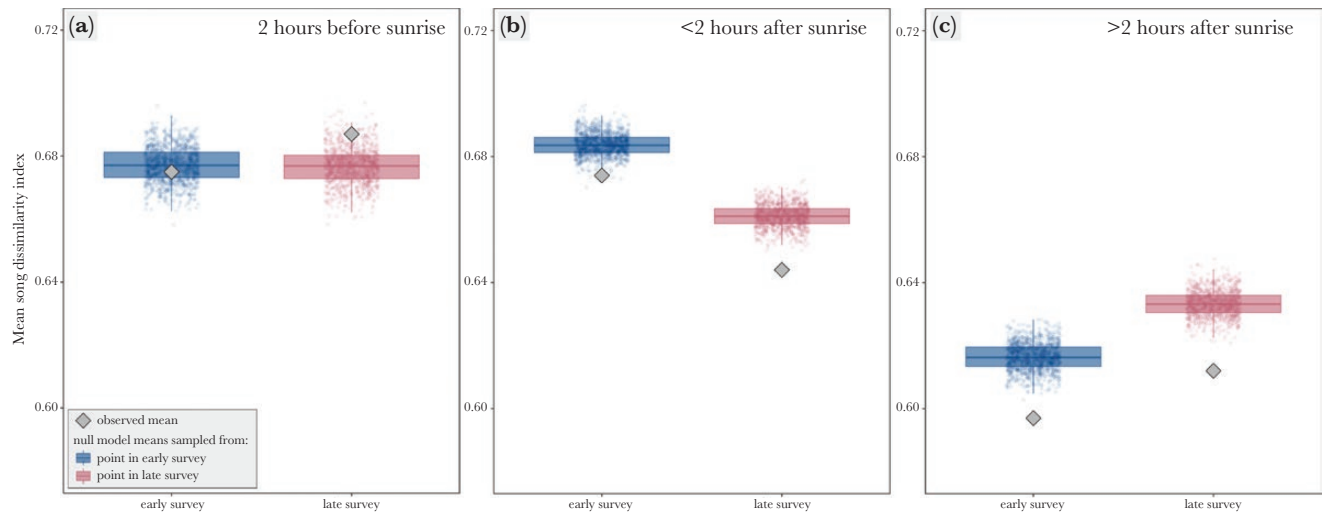 (a) 2 hours before sunrise
0.72
0.68
0.64
0.60
Mean song dissimilarity index
observed mean
null model means sampled from:
point in early survey
point in late survey
early survey
late survey
(b) <2 hours after sunrise
0.72
0.68
0.64
0.60
early survey
late survey
(c) >2 hours after sunrise
0.72
0.68
0.64
0.60
early survey
late survey